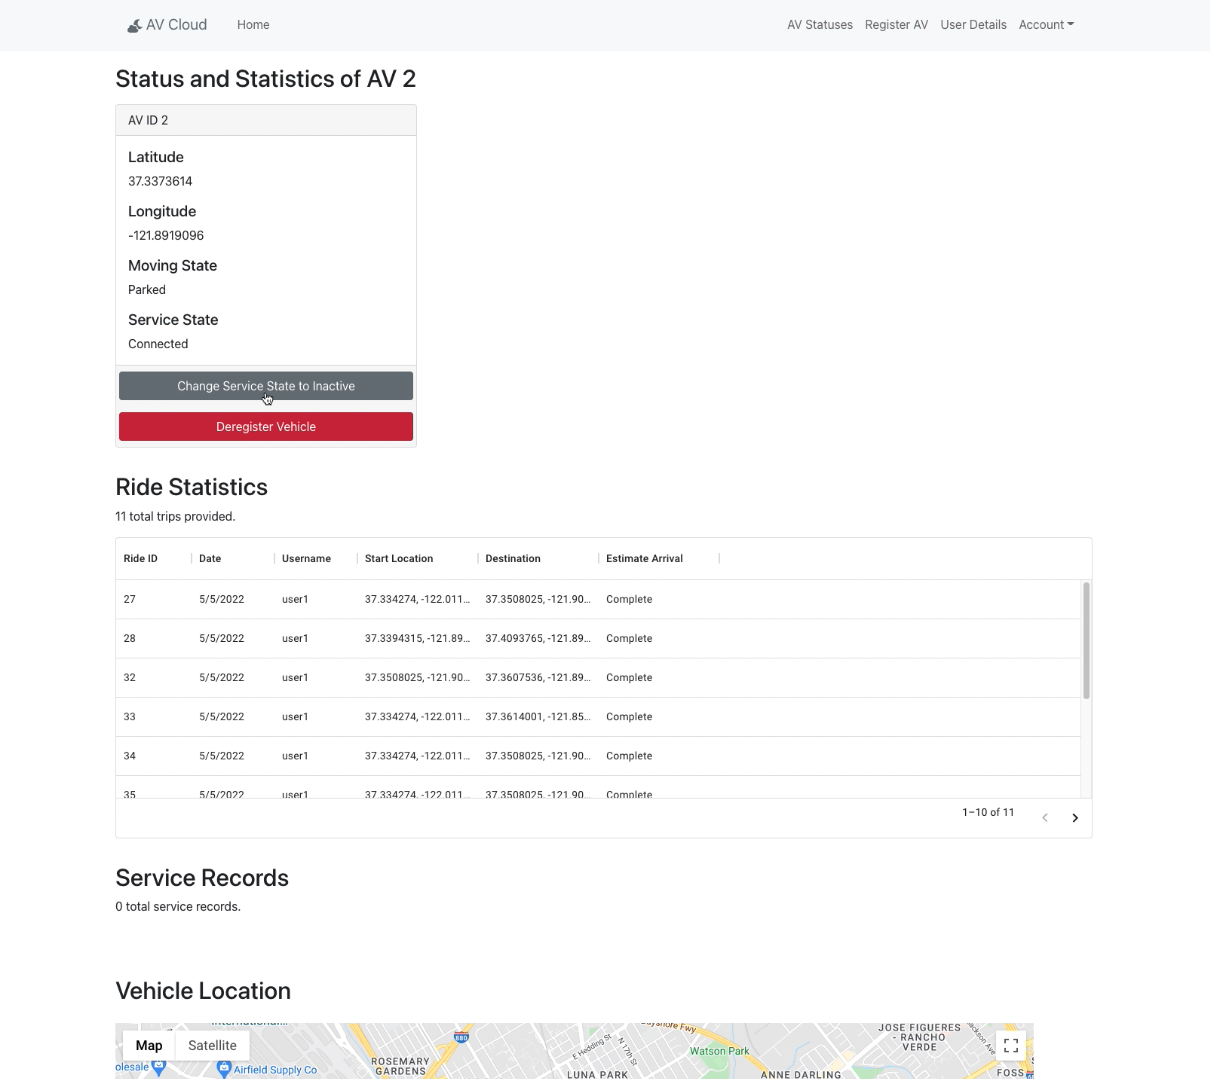 AV Cloud Home AV Statuses Register AV User Details Account
Status and Statistics of AV 2
AV ID 2
Latitude
37.3373614
Longitude
-121.8919096
Moving State
Parked
Service State
Connected
Change Service State to Inactive
Deregister Vehicle
Ride Statistics
11 total trips provided.
Ride ID Date Username Start Location Destination Estimate Arrival
27 5/5/2022 user1 37.334274, -122.011... 37.3508025, -121.90... Complete
28 5/5/2022 user1 37.3394315, -121.89... 37.4093765, -121.89... Complete
32 5/5/2022 user1 37.3508025, -121.90... 37.3607536, -121.89... Complete
33 5/5/2022 user1 37.334274, -122.011... 37.3614001, -121.85... Complete
34 5/5/2022 user1 37.334274, -122.011... 37.3508025, -121.90... Complete
35 5/5/2022 user1 37.334274, -122.011... 37.3508025, -121.90... Complete
1–10 of 11
Service Records
0 total service records.
Vehicle Location
Map Satellite
International...
880
Bayshore Fwy
E Hedding St
N 17th St
Watson Park
JOSE FIGUERES
- RANCHO
VERDE
Jackson Ave
olesale
Airfield Supply Co
ROSEMARY
GARDENS
LUNA PARK
ANNE DARLING
FOSS
680